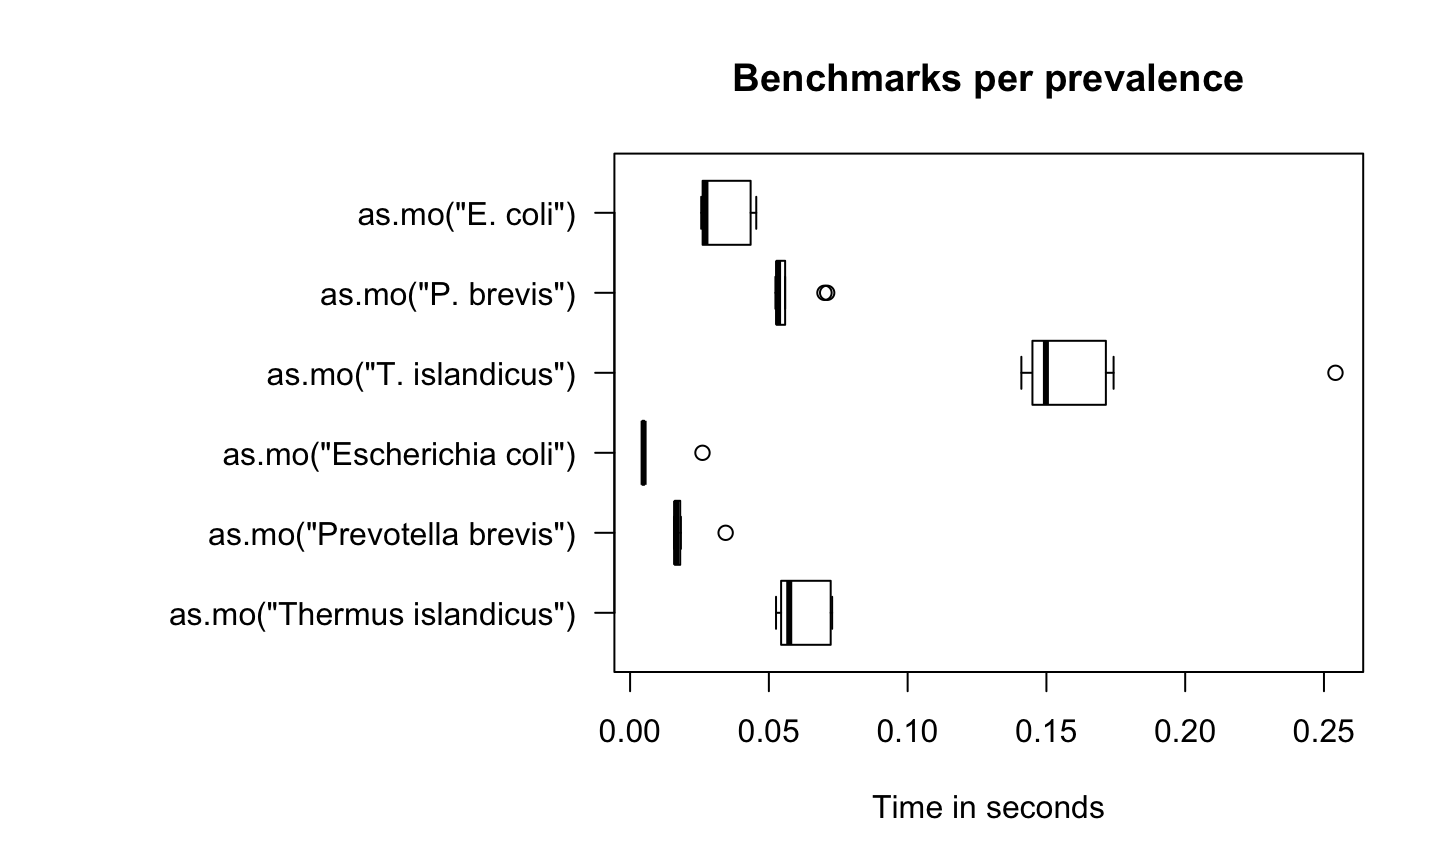 Benchmarks per prevalence
as.mo("E. coli")
as.mo("P. brevis")
as.mo("T. islandicus")
as.mo("Escherichia coli")
as.mo("Prevotella brevis")
as.mo("Thermus islandicus")
0.00 0.05 0.10 0.15 0.20 0.25
Time in seconds